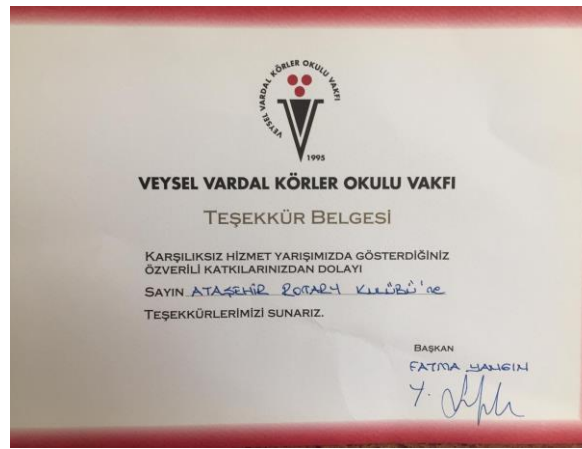 VEYSEL VARDAL KÖRLER OKULU VAKFI
1995
VEYSEL VARDAL KÖRLER OKULU VAKFI
TEŞEKKÜR BELGESİ
KARŞILIKSIZ HİZMET YARIŞIMIZDA GÖSTERDİĞİNİZ
ÖZVERİLİ KATKILARINIZDAN DOLAYI
SAYIN ATAŞEHİR ROTARY KULÜBÜ'ne
TEŞEKKÜRLERİMİZİ SUNARIZ.
BAŞKAN
FATMA YANGIN